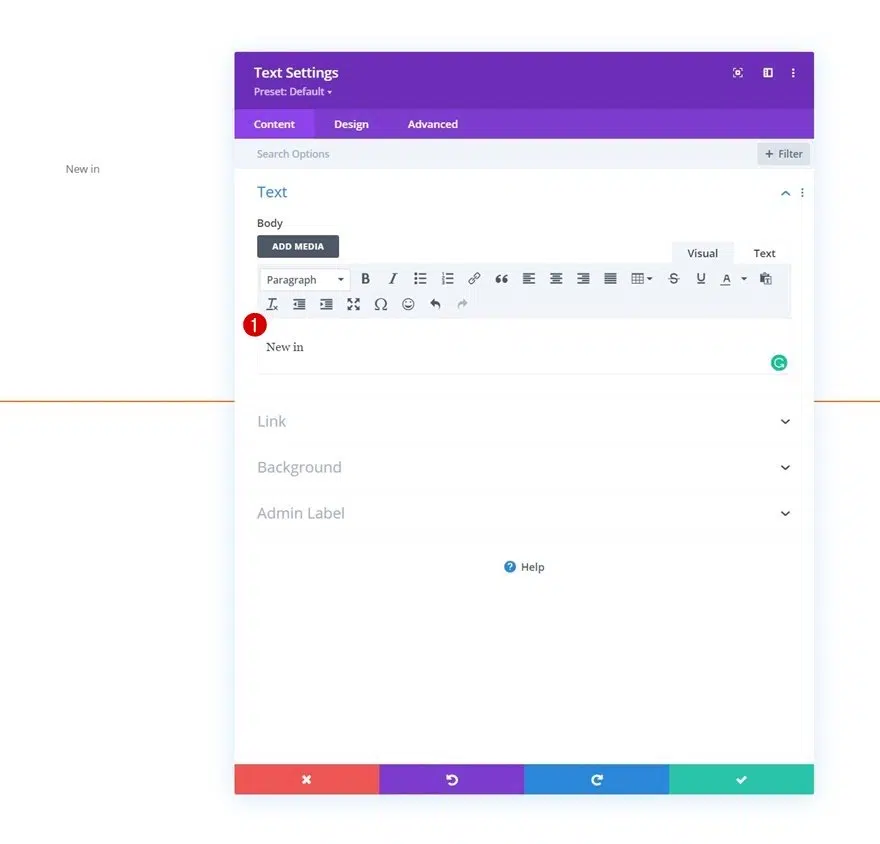 Text Settings
Preset: Default
Content Design Advanced
New in
Search Options + Filter
Text
Body
ADD MEDIA
Visual Text
Paragraph B I U A
1
New in
Link
Background
Admin Label
? Help